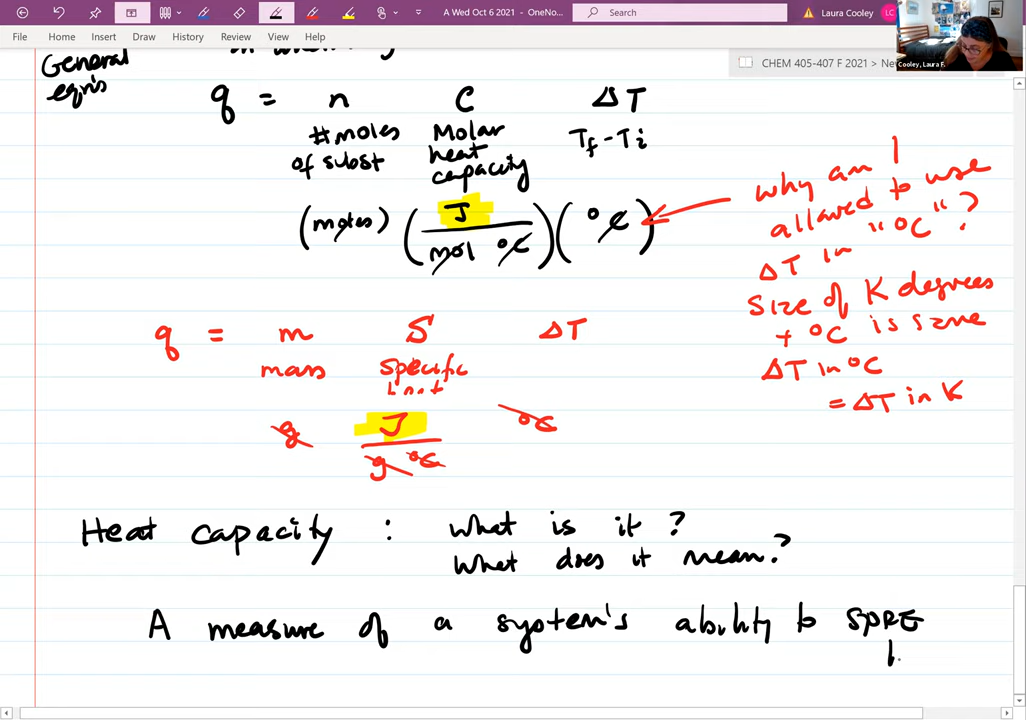 A Wed Oct 6 2021 - OneNo...
Search
Laura Cooley
LC
File
Home
Insert
Draw
History
Review
View
CHEM 405-407 F 2021 >
Cooley, Laura F.
General
eq'ns
q = n C ΔT
# moles Molar Tf - Ti
of subst heat
capacity
(moles) (J / mol °C) (°C)
why am I
allowed to use
ΔT in "°C"?
Size of K degrees
+ °C is same
ΔT in °C
= ΔT in K
q = m S ΔT
mass specific
heat
g J / g °C °C
Heat capacity : What is it ?
What does it mean?
A measure of a system's ability to SPRE